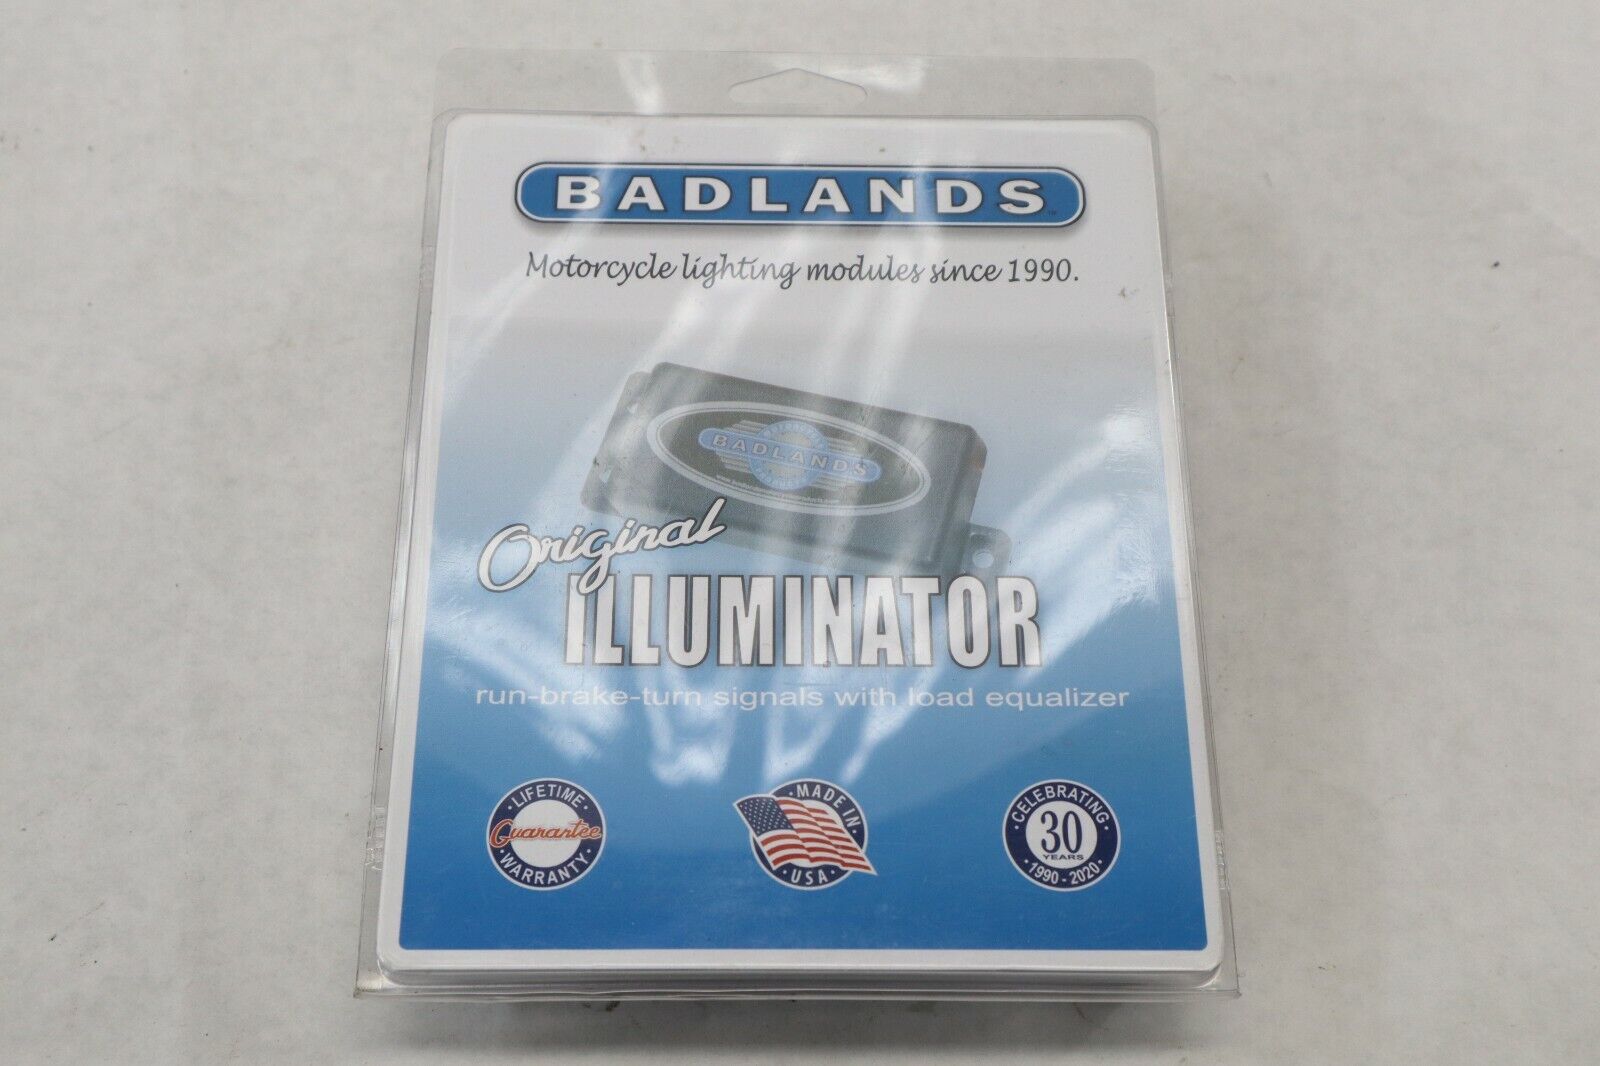 BADLANDS
Motorcycle lighting modules since 1990.
BADLANDS
Original
ILLUMINATOR
run-brake-turn signals with load equalizer
LIFETIME
Guarantee
WARRANTY
MADE IN
USA
CELEBRATING
30
YEARS
1990 - 2020